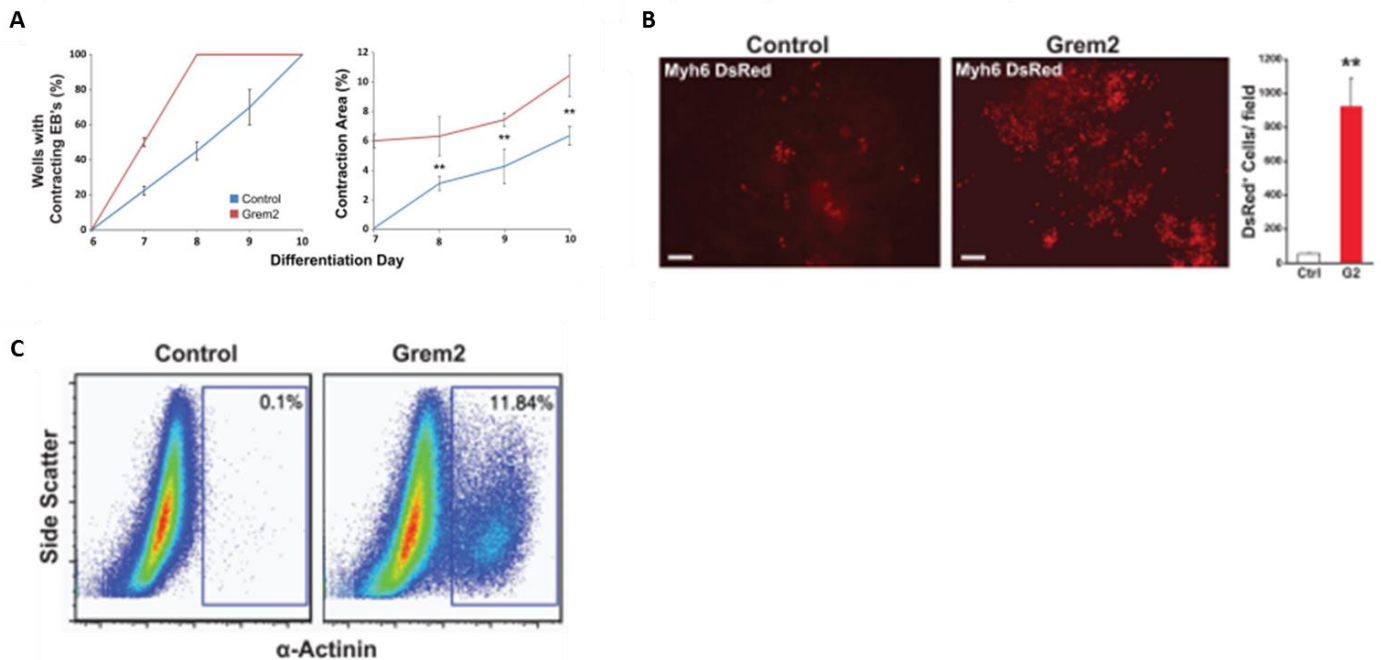 A
Wells with
Contracting EB's (%)
100
80
60
40
20
0
6
7
8
9
10
Control
Grem2
Contraction Area (%)
12
10
8
6
4
2
0
**
**
**
7
8
9
10
Differentiation Day
B
Control
Grem2
Myh6 DsRed
Myh6 DsRed
DsRed+ Cells/ field
1200
1000
800
600
400
200
0
**
Ctrl
G2
C
Control
Grem2
0.1%
11.84%
Side Scatter
α-Actinin